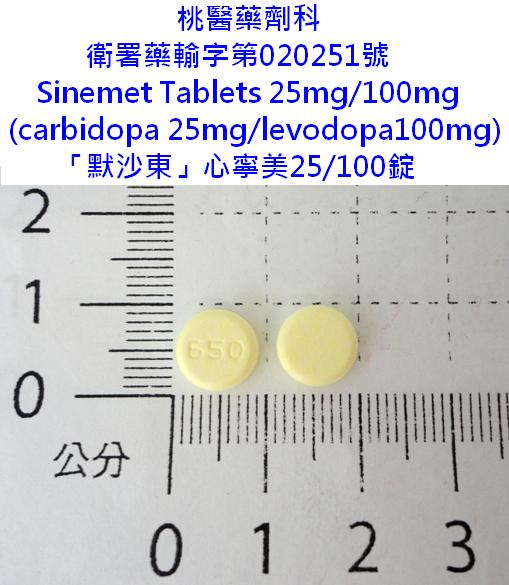 桃醫藥劑科
衛署藥輸字第020251號
Sinemet Tablets 25mg/100mg
(carbidopa 25mg/levodopa100mg)
「默沙東」心寧美25/100錠
2
1
650
0
公分
0 1 2 3